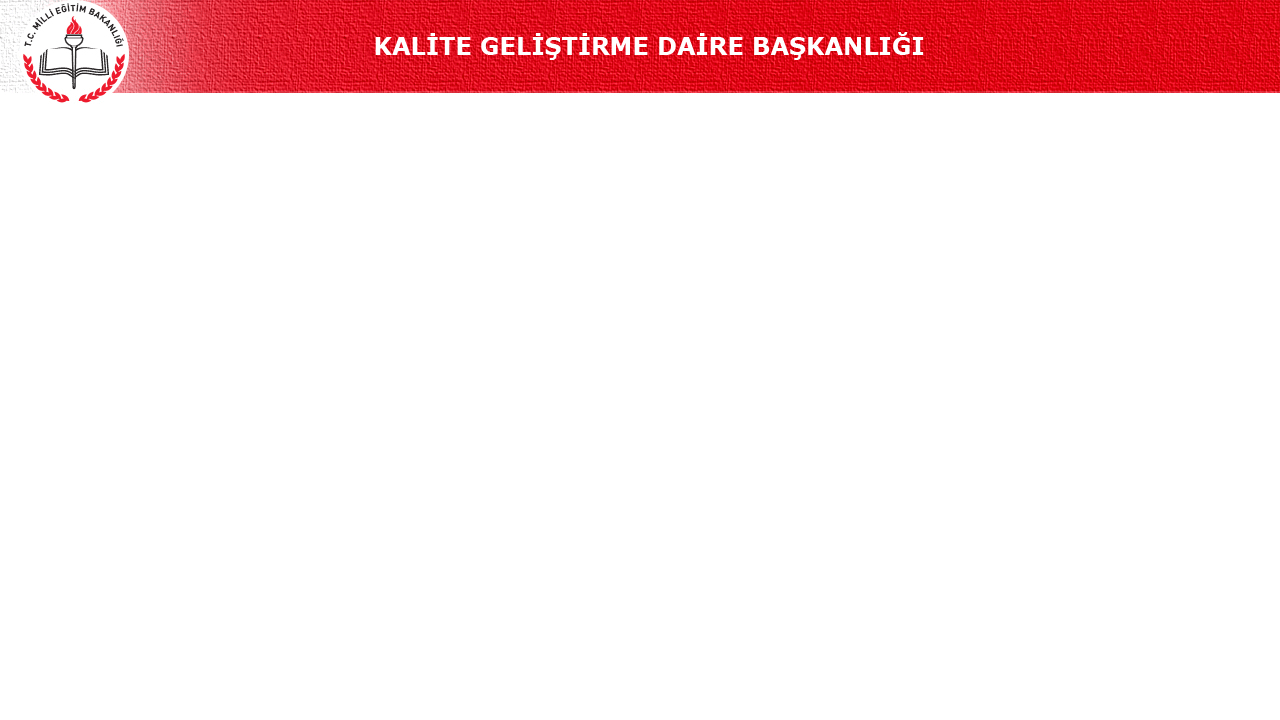 T.C. MİLLİ EĞİTİM BAKANLIĞI
KALİTE GELİŞTİRME DAİRE BAŞKANLIĞI